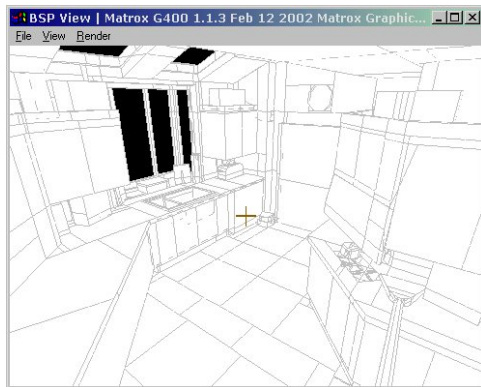 BSP View | Matrox G400 1.1.3 Feb 12 2002 Matrox Graphic...
File View Render